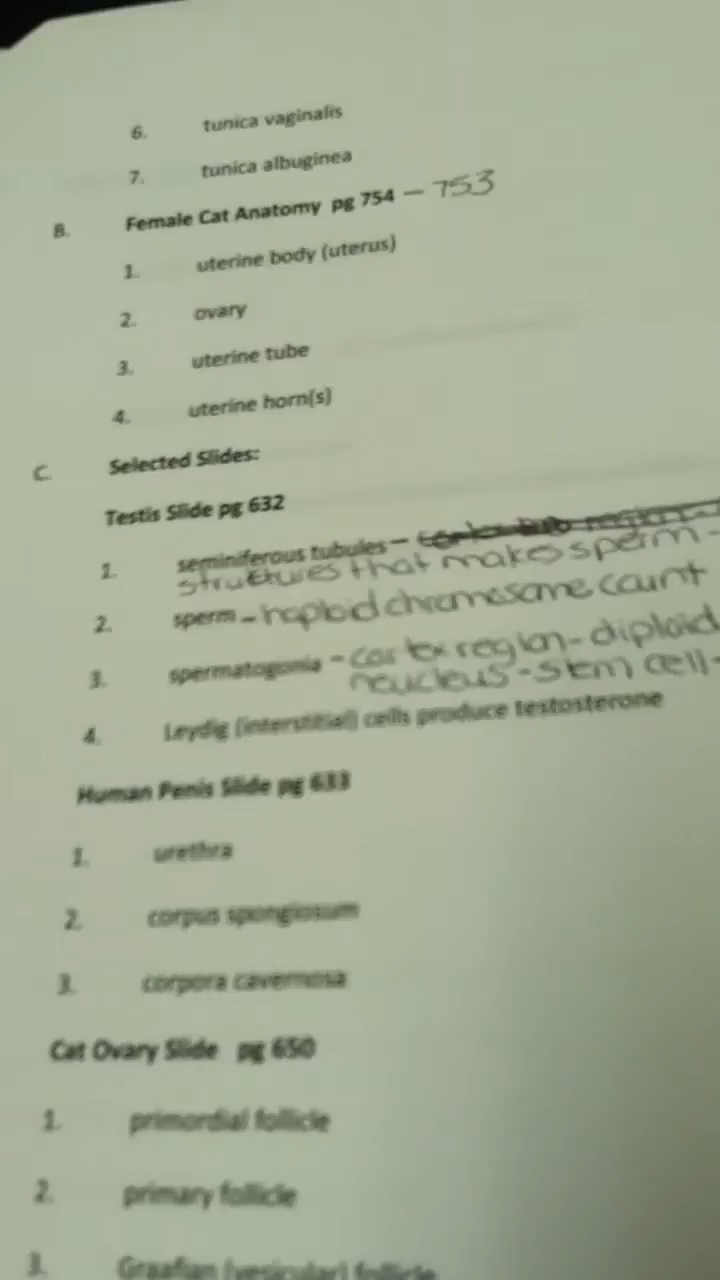 6. tunica vaginalis
7. tunica albuginea
B. Female Cat Anatomy pg 754 – 753
1. uterine body (uterus)
2. ovary
3. uterine tube
4. uterine horn(s)
C. Selected Slides:
Testis Slide pg 632
1. seminiferous tubules –
structures that makes sperm -
2. sperm – haploid chromosome count
3. spermatogonia – cortex region - diploid
neucleus - stem cell -
4. Leydig (interstitial) cells produce testosterone
Human Penis Slide pg 633
1. urethra
2. corpus spongiosum
3. corpora cavernosa
Cat Ovary Slide pg 650
1. primordial follicle
2. primary follicle
3. Graafian (vesicular) follicle